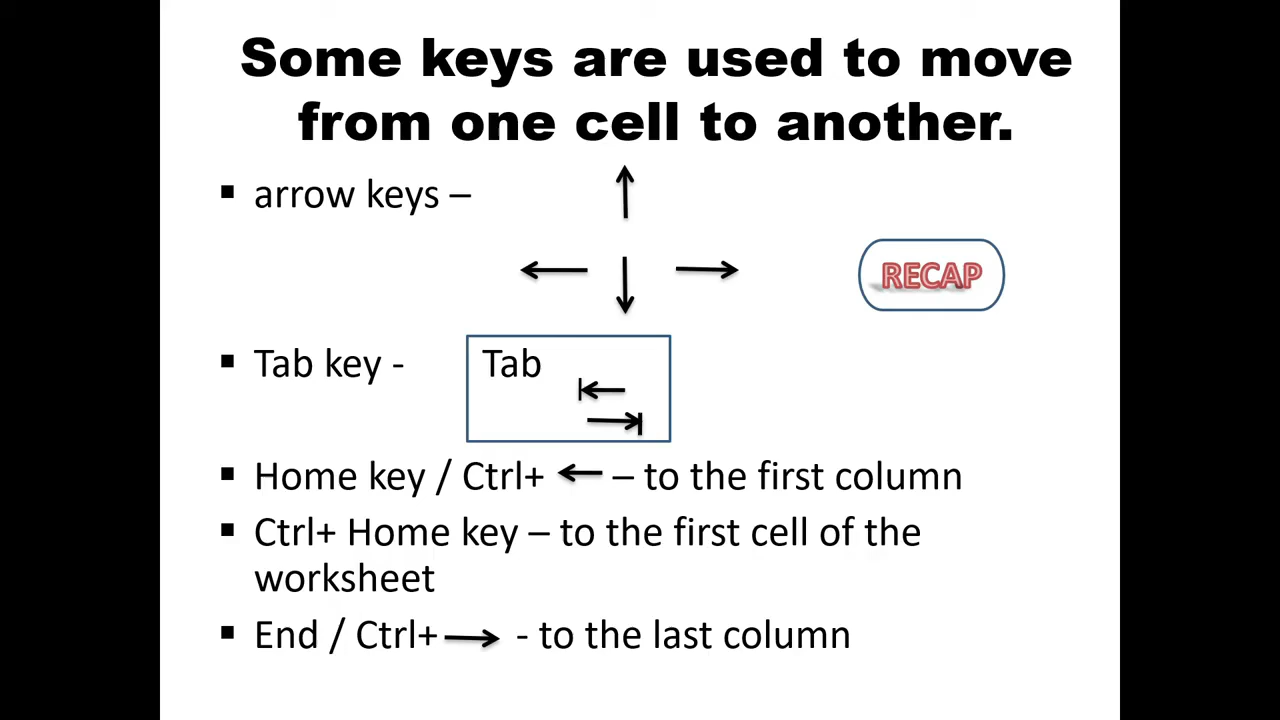 Some keys are used to move
from one cell to another.
▪ arrow keys –
RECAP
▪ Tab key -
Tab
▪ Home key / Ctrl+ ← – to the first column
▪ Ctrl+ Home key – to the first cell of the
worksheet
▪ End / Ctrl+ → - to the last column